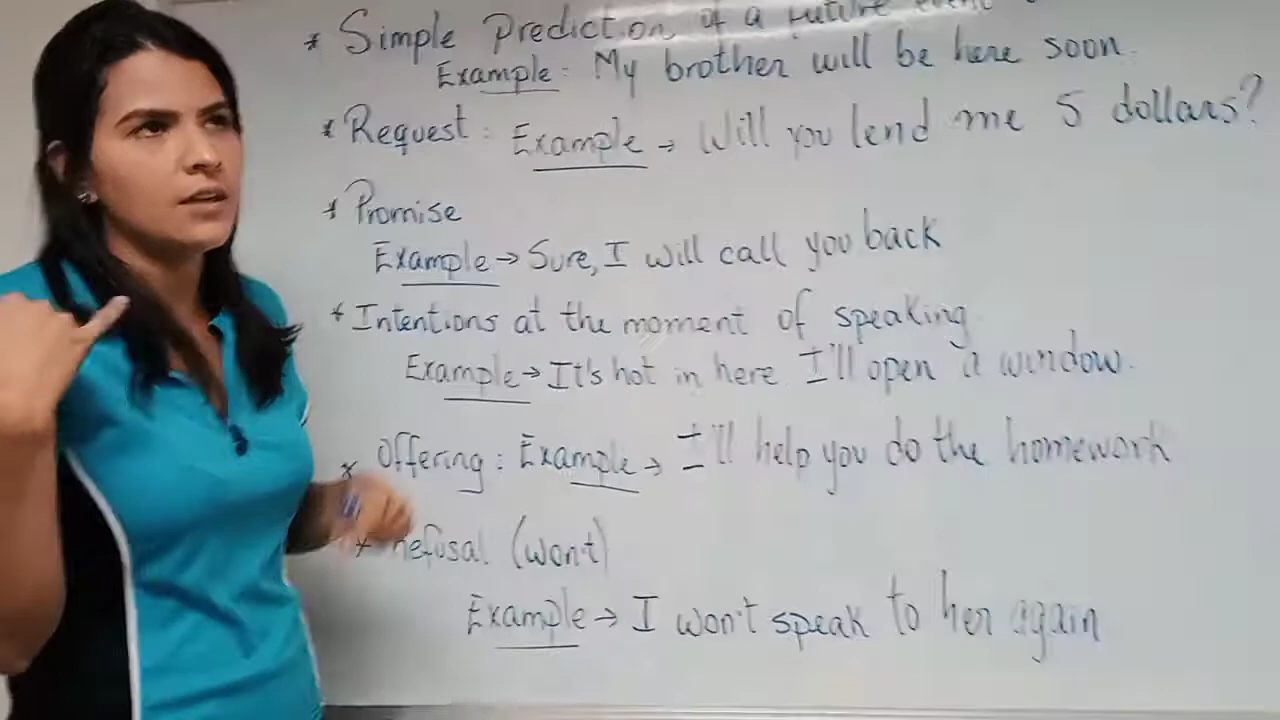 * Simple Prediction of a future event
Example: My brother will be here soon.
* Request: Example → Will you lend me 5 dollars?
* Promise
Example → Sure, I will call you back
* Intentions at the moment of speaking.
Example → It's hot in here I'll open a window.
* Offering: Example → I'll help you do the homework
* Refusal (won't)
Example → I won't speak to her again